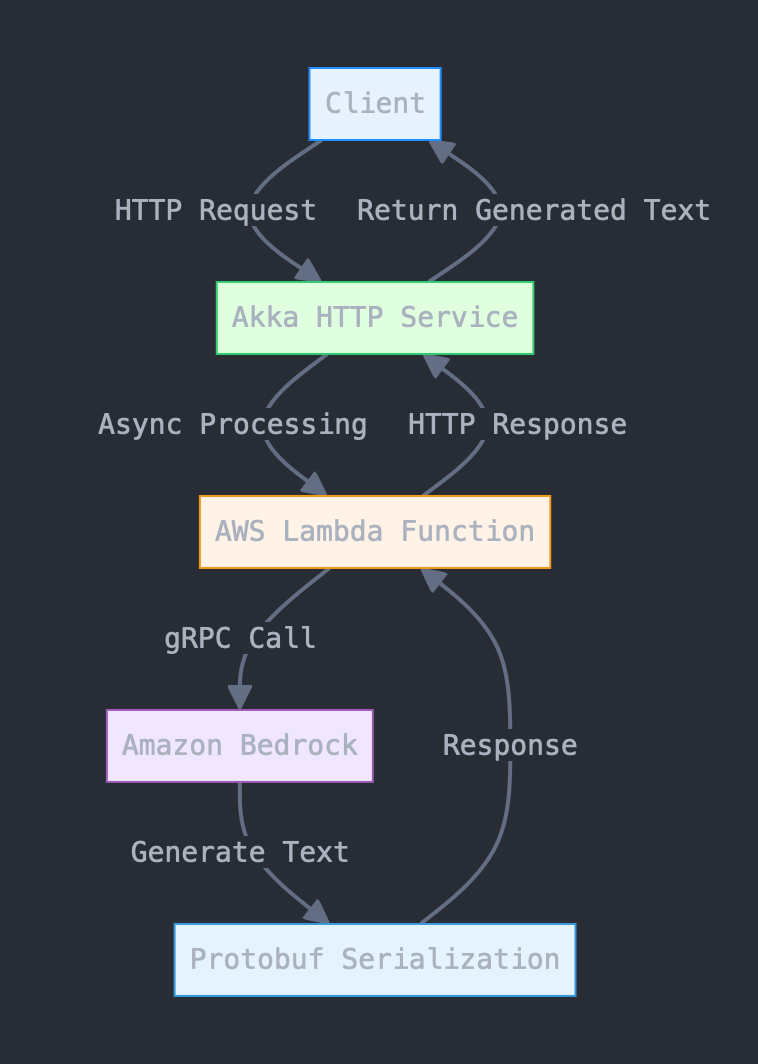 Client
HTTP Request
Return Generated Text
Akka HTTP Service
Async Processing
HTTP Response
AWS Lambda Function
gRPC Call
Amazon Bedrock
Response
Generate Text
Protobuf Serialization